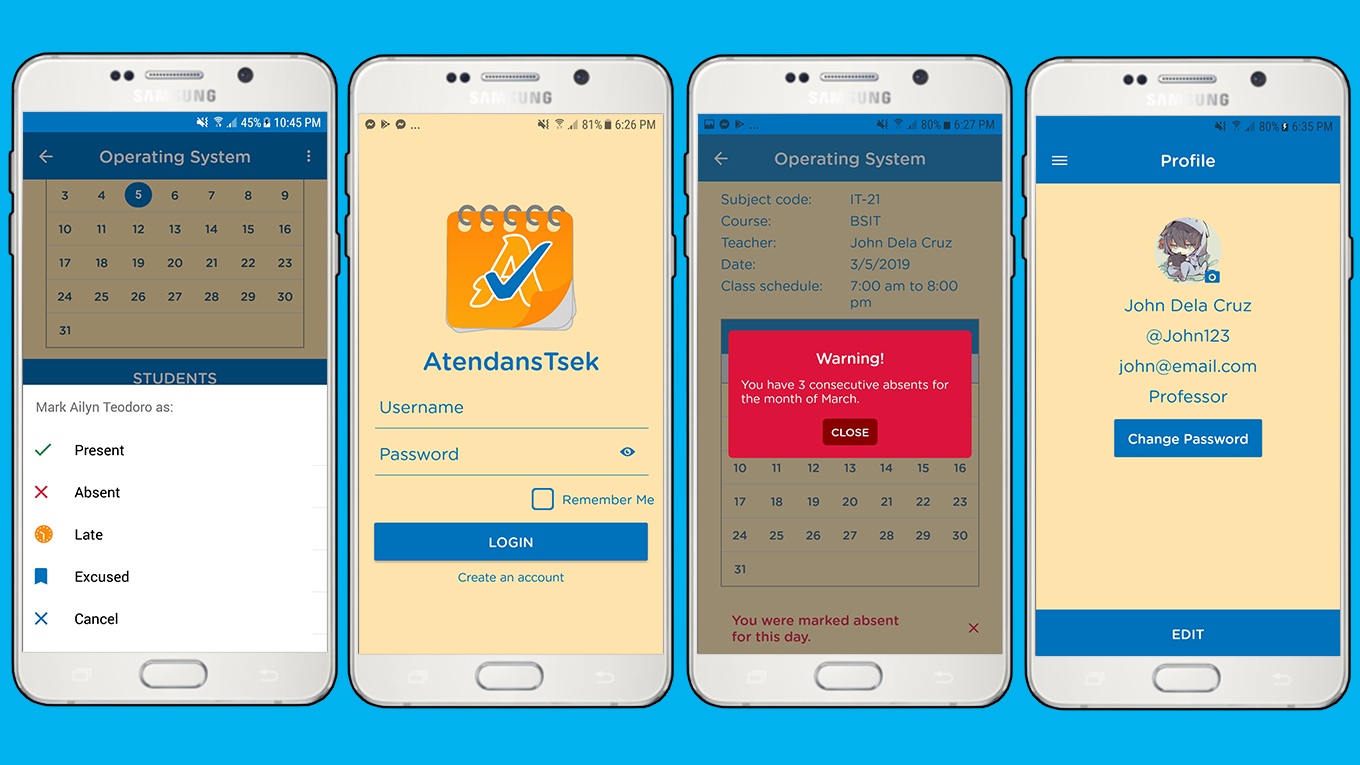 SAMSUNG
45% 10:45 PM
Operating System
3 4 5 6 7 8 9
10 11 12 13 14 15 16
17 18 19 20 21 22 23
24 25 26 27 28 29 30
31
STUDENTS
Mark Ailyn Teodoro as:
Present
Absent
Late
Excused
Cancel
SAMSUNG
... 81% 6:26 PM
A
AtendansTsek
Username
Password
Remember Me
LOGIN
Create an account
SAMSUNG
... 80% 6:27 PM
Operating System
Subject code: IT-21
Course: BSIT
Teacher: John Dela Cruz
Date: 3/5/2019
Class schedule: 7:00 am to 8:00
pm
Warning!
You have 3 consecutive absents for
the month of March.
CLOSE
10 11 12 13 14 15 16
17 18 19 20 21 22 23
24 25 26 27 28 29 30
31
You were marked absent
for this day.
SAMSUNG
80% 6:35 PM
Profile
John Dela Cruz
@John123
john@email.com
Professor
Change Password
EDIT